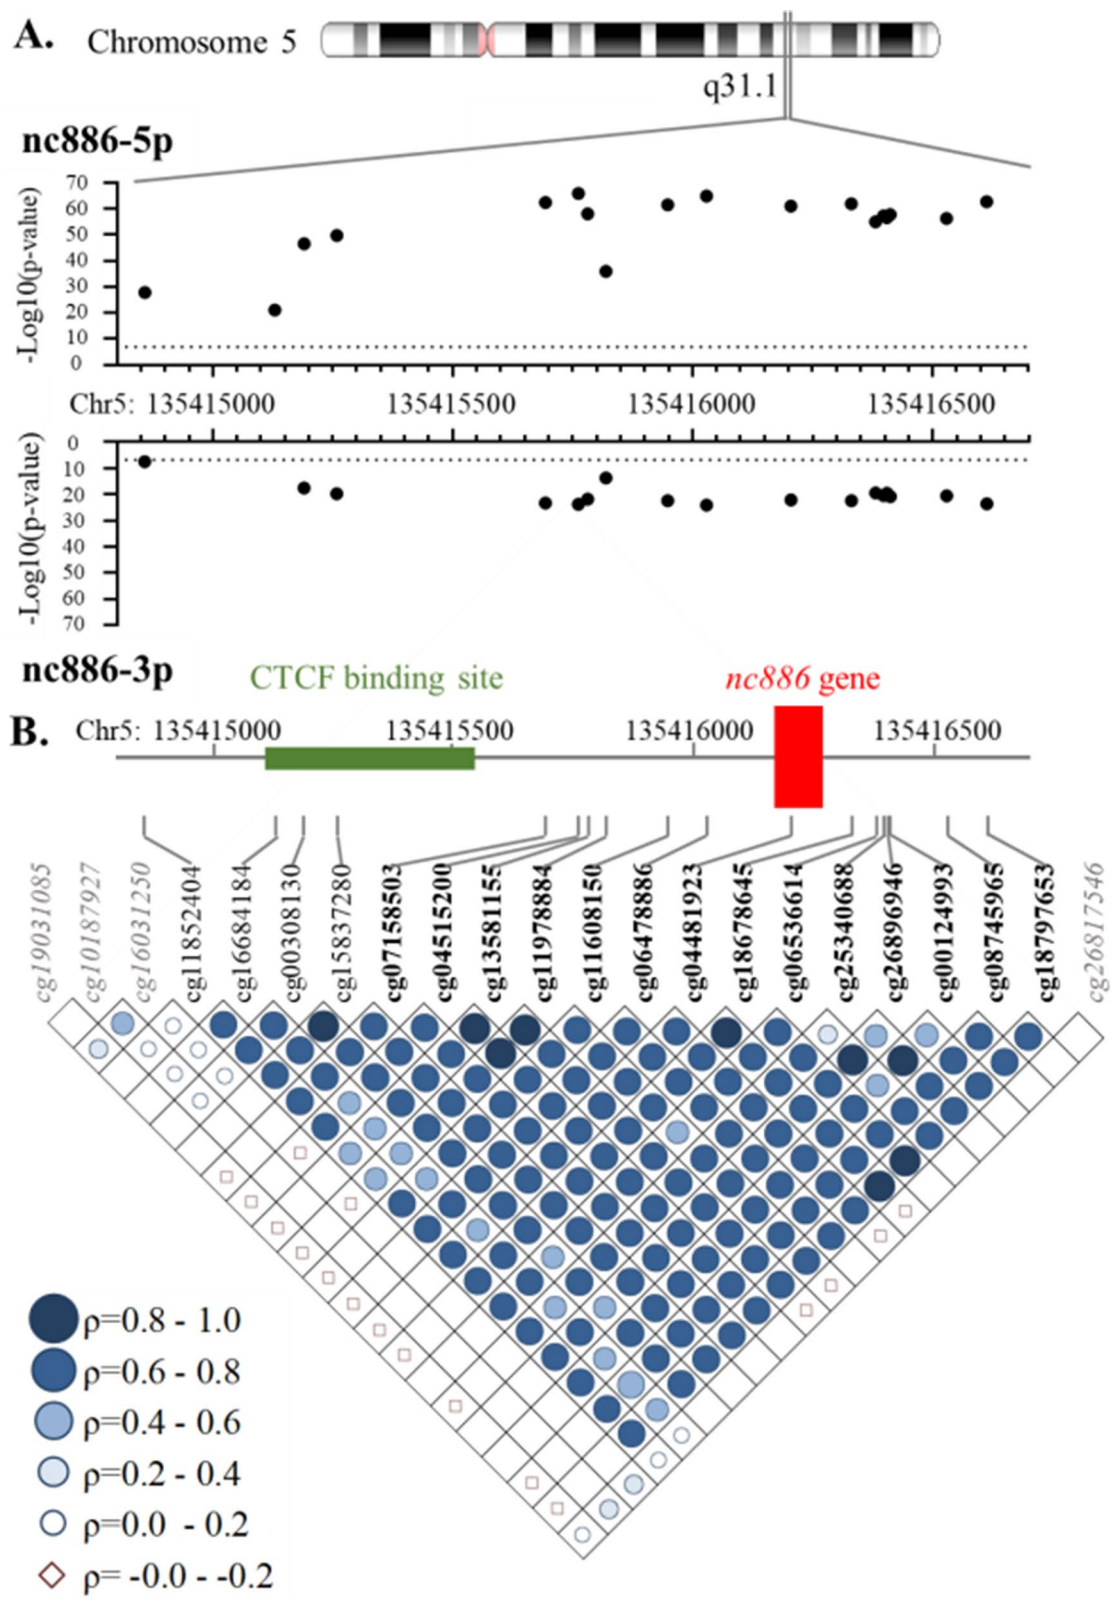 A. Chromosome 5
q31.1
nc886-5p
-Log10(p-value)
70
60
50
40
30
20
10
0
Chr5: 135415000 135415500 135416000 135416500
-Log10(p-value)
0
10
20
30
40
50
60
70
nc886-3p
CTCF binding site nc886 gene
B. Chr5: 135415000 135415500 135416000 135416500
cg19031085
cg10187927
cg16031250
cg11852404
cg16684184
cg00308130
cg15837280
cg07158503
cg04515200
cg13581155
cg11978884
cg11608150
cg06478886
cg04481923
cg18678645
cg06536614
cg25340688
cg26896946
cg00124993
cg08745965
cg18797653
cg26817546
ρ=0.8 - 1.0
ρ=0.6 - 0.8
ρ=0.4 - 0.6
ρ=0.2 - 0.4
ρ=0.0 - 0.2
ρ= -0.0 - -0.2